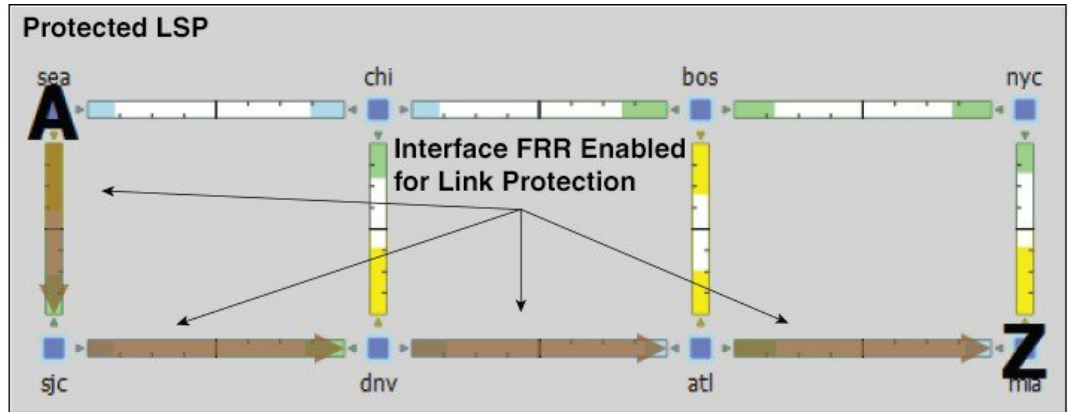 Protected LSP
sea
chi
bos
nyc
A
Interface FRR Enabled
for Link Protection
sjc
dnv
atl
mia
Z